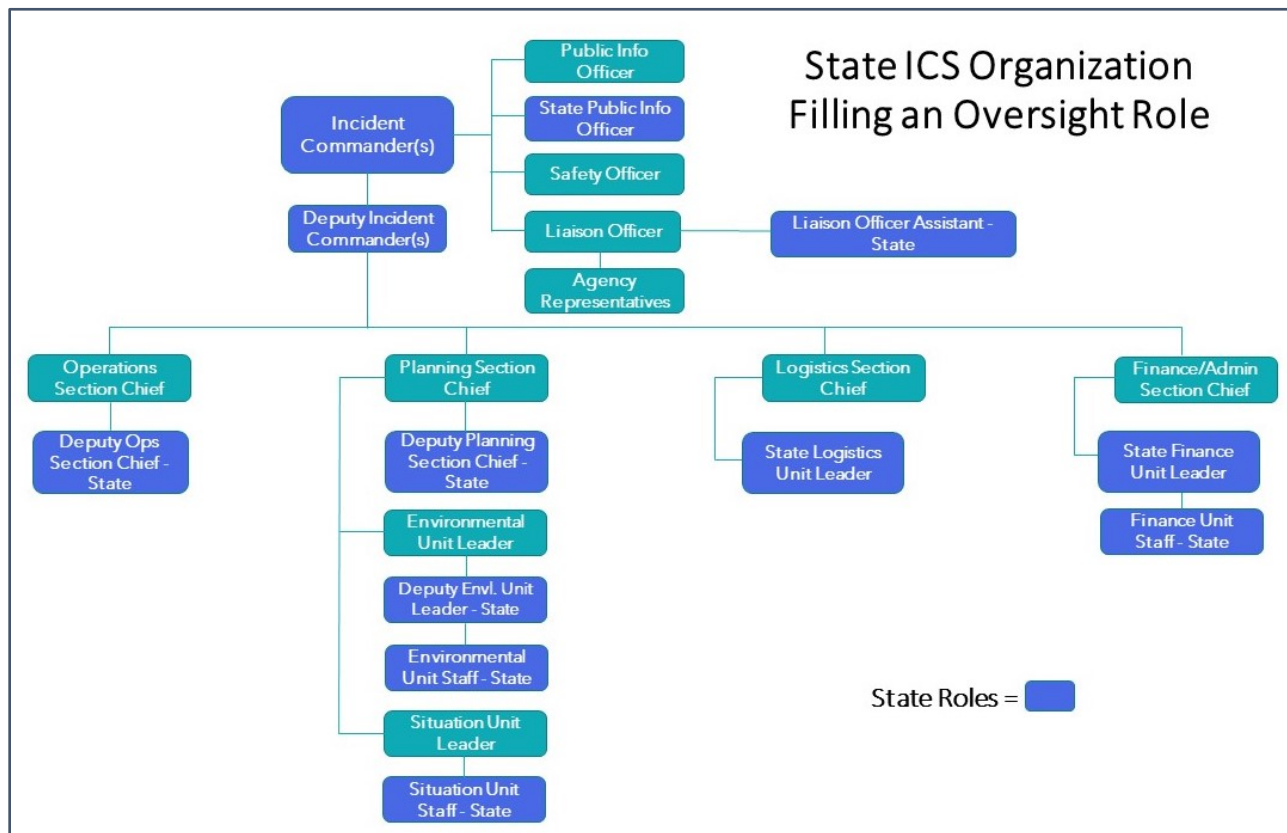 State ICS Organization
Filling an Oversight Role
Public Info
Officer
Incident
Commander(s)
State Public Info
Officer
Safety Officer
Deputy Incident
Commander(s)
Liaison Officer
Liaison Officer Assistant -
State
Agency
Representatives
Operations
Section Chief
Deputy Ops
Section Chief -
State
Planning Section
Chief
Deputy Planning
Section Chief -
State
Environmental
Unit Leader
Deputy Envl. Unit
Leader - State
Environmental
Unit Staff - State
Situation Unit
Leader
Situation Unit
Staff - State
Logistics Section
Chief
State Logistics
Unit Leader
Finance/Admin
Section Chief
State Finance
Unit Leader
Finance Unit
Staff - State
State Roles =